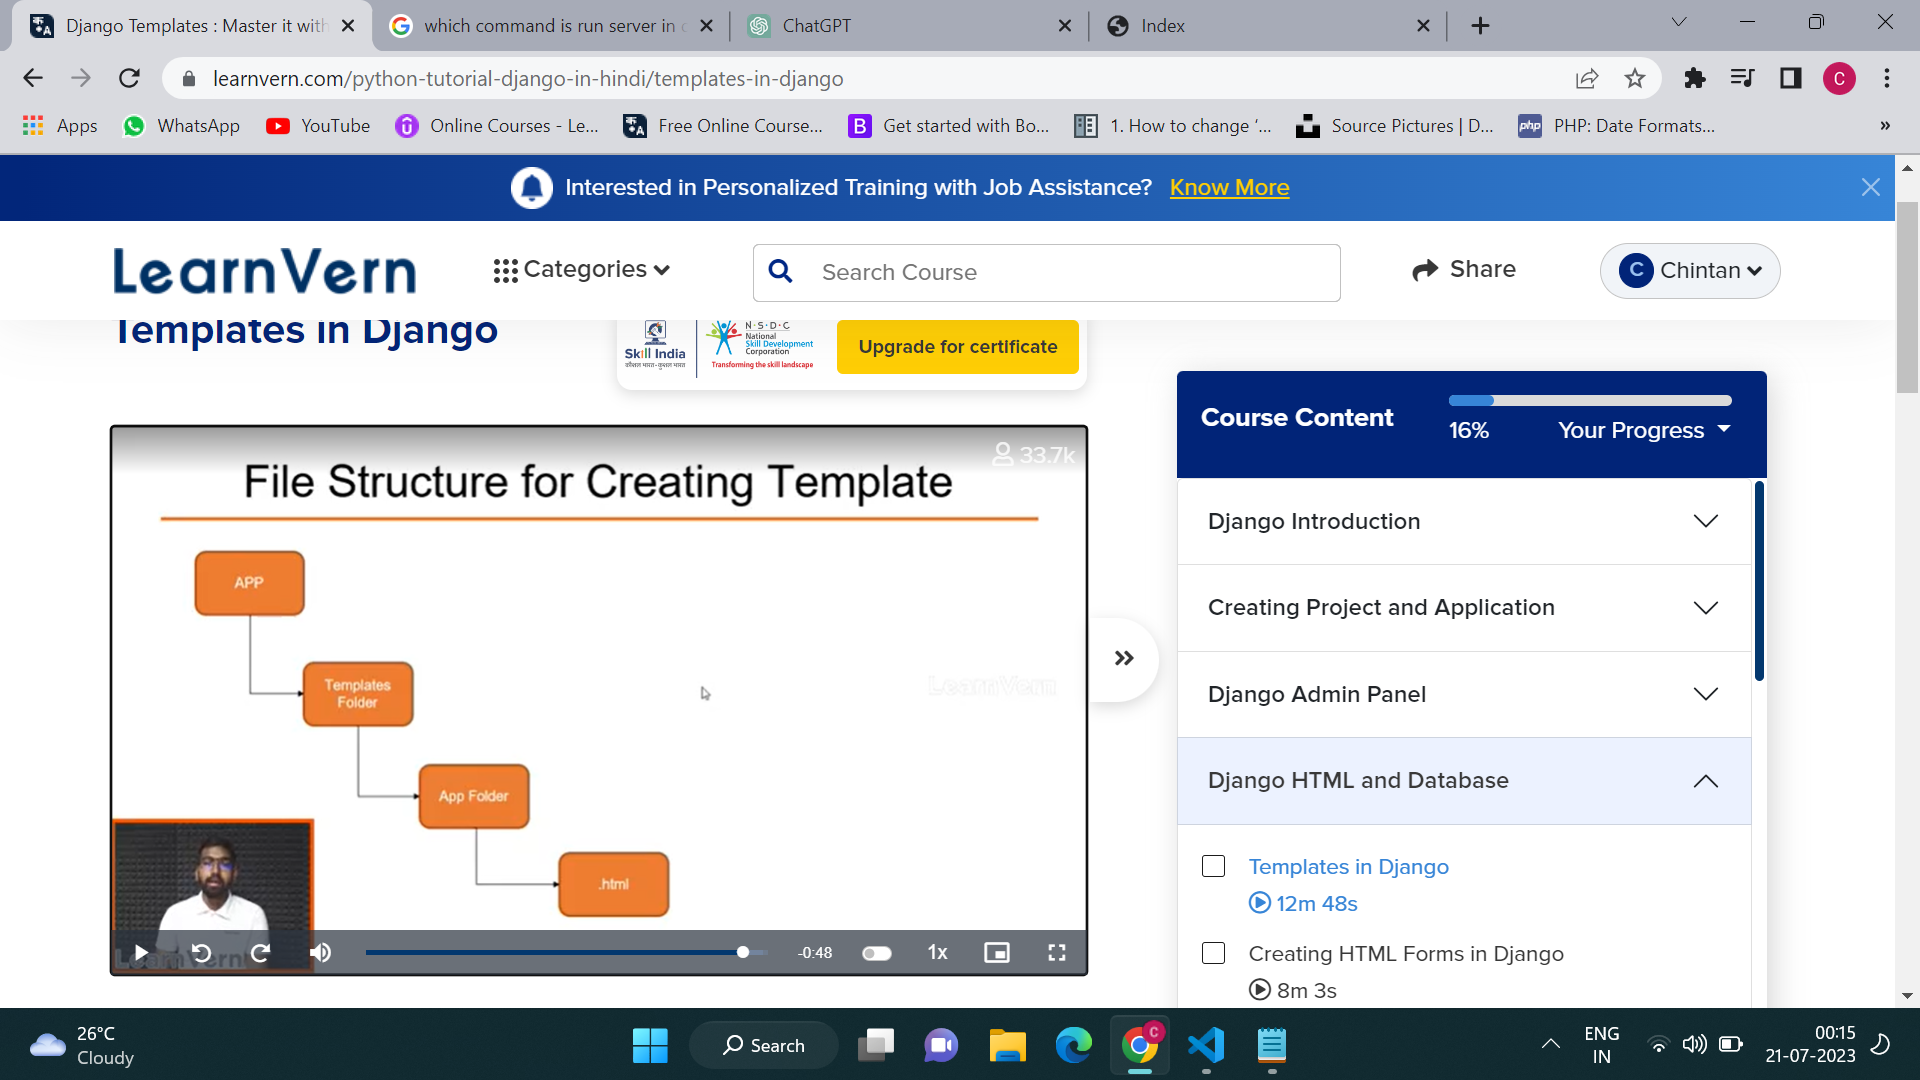 Django Templates : Master it with
which command is run server in
ChatGPT
Index
learnvern.com/python-tutorial-django-in-hindi/templates-in-django
C
Apps
WhatsApp
YouTube
Online Courses - Le...
Free Online Course...
B
Get started with Bo...
1. How to change ‘...
Source Pictures | D...
php
PHP: Date Formats...
»
Interested in Personalized Training with Job Assistance? Know More
LearnVern
Categories
Search Course
Share
C Chintan
Templates in Django
Skill India
कौशल भारत - कुशल भारत
N·S·D·C
National
Skill Development
Corporation
Transforming the skill landscape
Upgrade for certificate
Course Content
16%
Your Progress
33.7k
File Structure for Creating Template
APP
Templates
Folder
App Folder
.html
LearnVern
LearnVern
-0:48
1x
Django Introduction
Creating Project and Application
Django Admin Panel
Django HTML and Database
Templates in Django
12m 48s
Creating HTML Forms in Django
8m 3s
26°C
Cloudy
Search
C
ENG
IN
00:15
21-07-2023